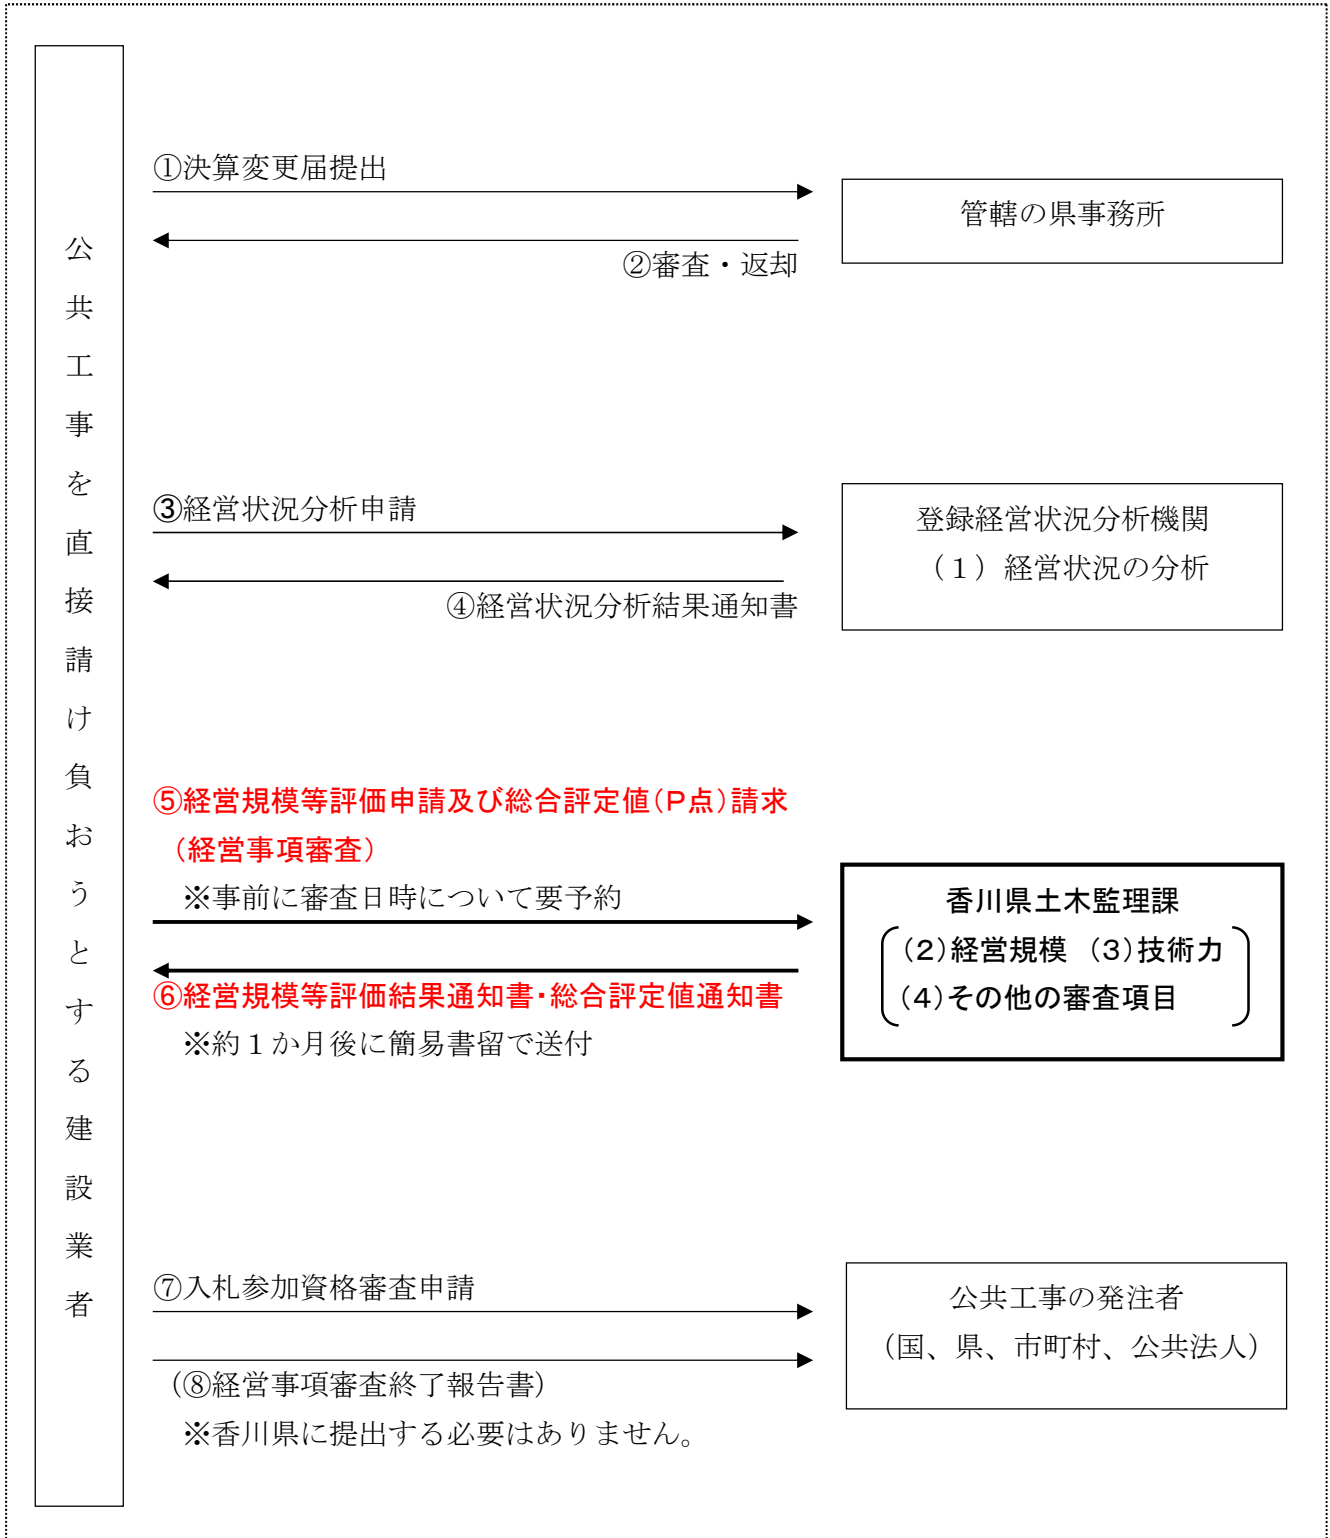 公共工事を直接請け負おうとする建設業者
①決算変更届提出
管轄の県事務所
②審査・返却
③経営状況分析申請
登録経営状況分析機関
（１）経営状況の分析
④経営状況分析結果通知書
⑤経営規模等評価申請及び総合評定値（Ｐ点）請求
（経営事項審査）
※事前に審査日時について要予約
香川県土木監理課
（２）経営規模　（３）技術力
（４）その他の審査項目
⑥経営規模等評価結果通知書・総合評定値通知書
※約１か月後に簡易書留で送付
⑦入札参加資格審査申請
公共工事の発注者
（国、県、市町村、公共法人）
（⑧経営事項審査終了報告書）
※香川県に提出する必要はありません。